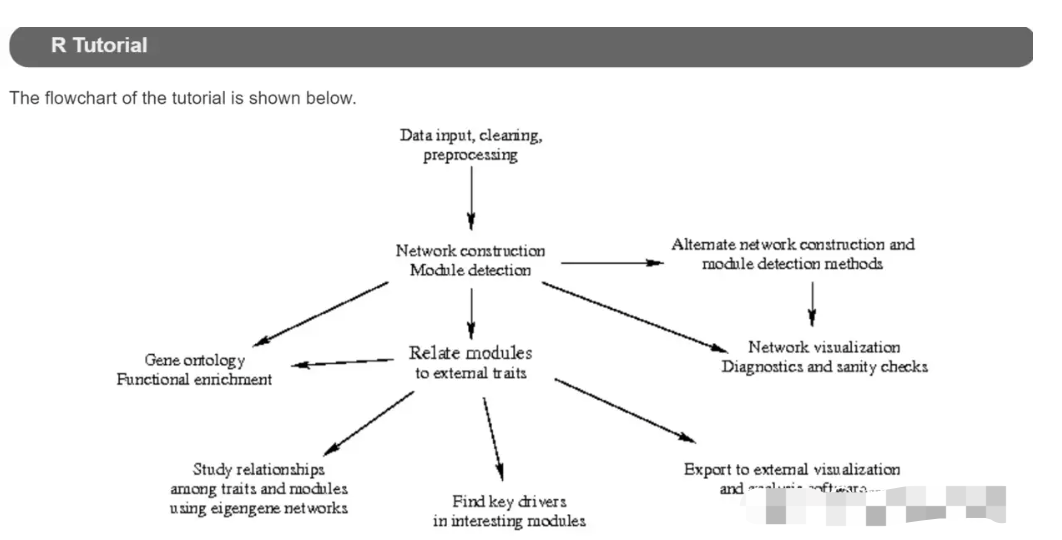 R Tutorial
The flowchart of the tutorial is shown below.
Data input, cleaning,
preprocessing
Network construction
Module detection
Alternate network construction and
module detection methods
Gene ontology
Functional enrichment
Relate modules
to external traits
Network visualization
Diagnostics and sanity checks
Study relationships
among traits and modules
using eigengene networks
Find key drivers
in interesting modules
Export to external visualization
and analysis software